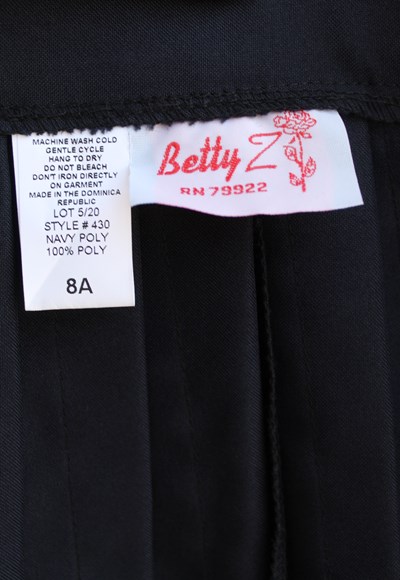 MACHINE WASH COLD
GENTLE CYCLE
HANG TO DRY
DO NOT BLEACH
DONT IRON DIRECTLY
ON GARMENT
MADE IN THE DOMINICA
REPUBLIC
LOT 5/20
STYLE # 430
NAVY POLY
100% POLY
8A
Betty Z
RN 79922